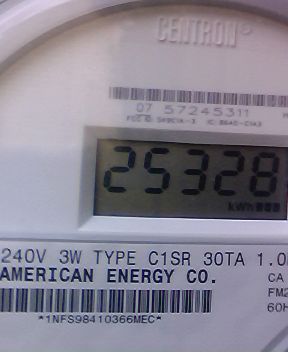 CENTRON®
07 57245311
25328
kWh
240V 3W TYPE C1SR 30TA 1.0
AMERICAN ENERGY CO.
CA
FM2
60H
*1NFS98410366MEC*